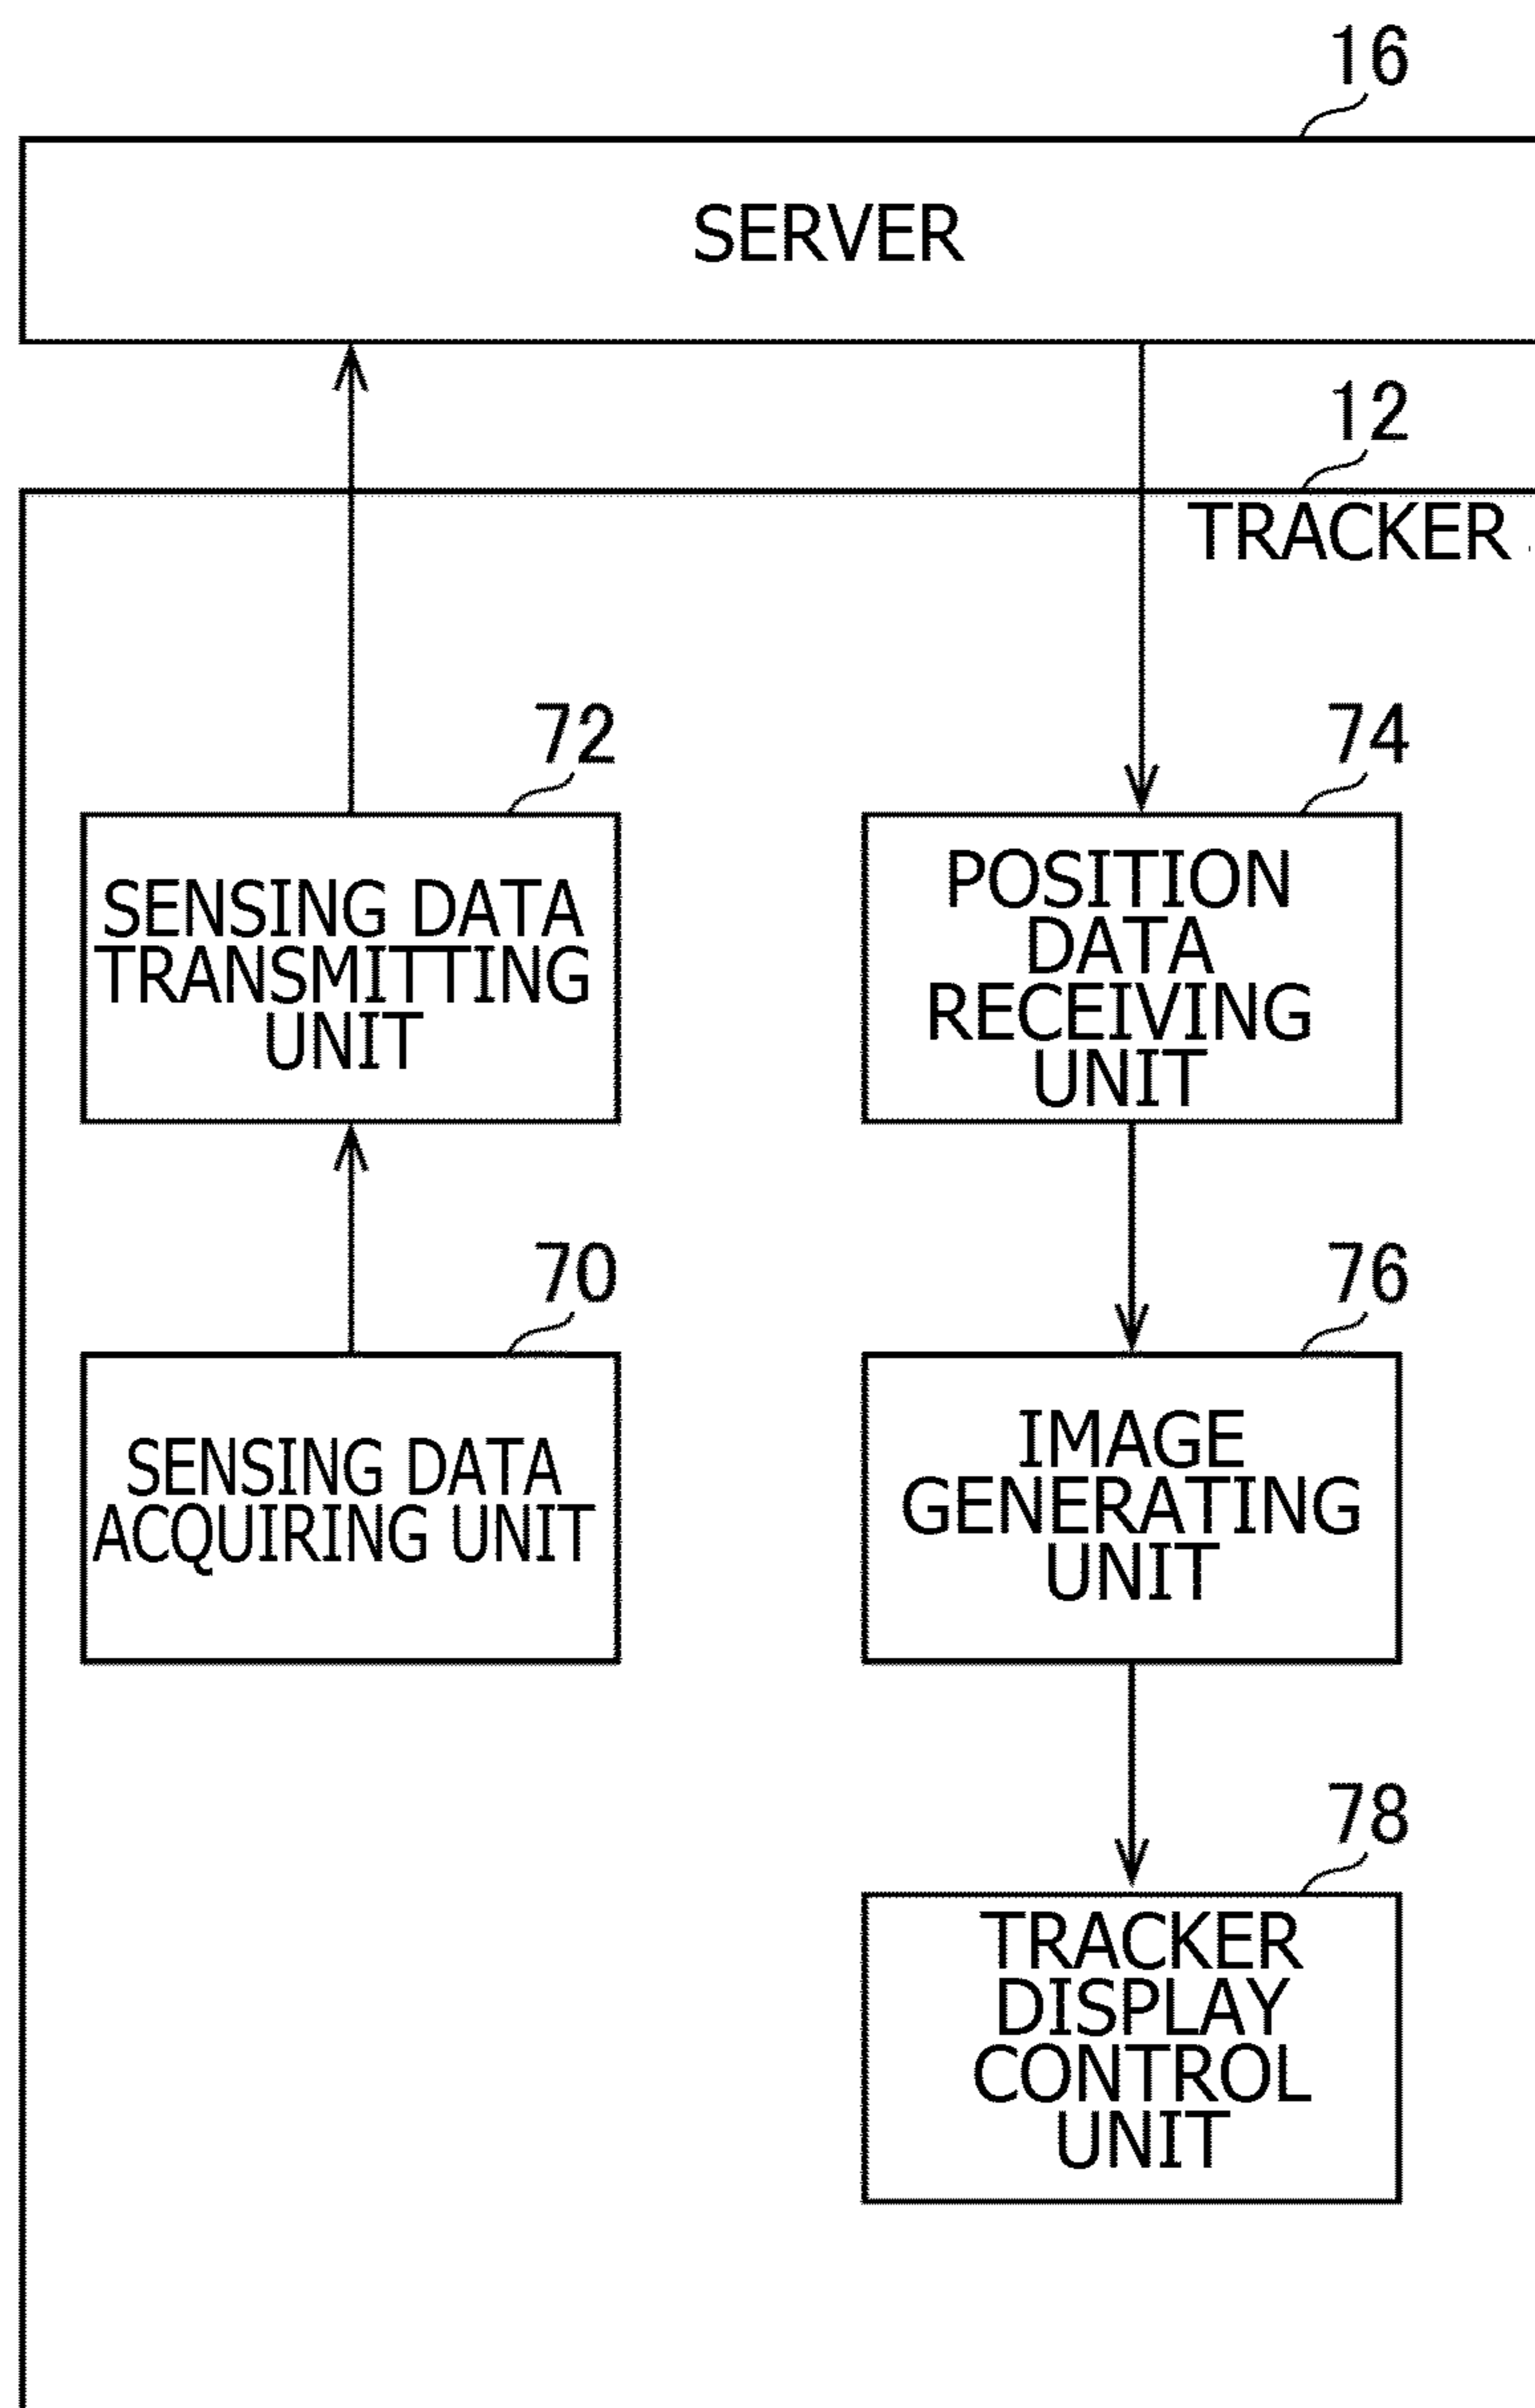 16
SERVER
12
TRACKER
72
SENSING DATA
TRANSMITTING
UNIT
74
POSITION
DATA
RECEIVING
UNIT
70
SENSING DATA
ACQUIRING UNIT
76
IMAGE
GENERATING
UNIT
78
TRACKER
DISPLAY
CONTROL
UNIT